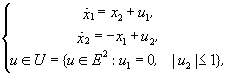 ẋ₁ = x₂ + u₁,
ẋ₂ = −x₁ + u₂,
u ∈ U = {u ∈ E² : u₁ = 0, | u₂ |≤ 1},